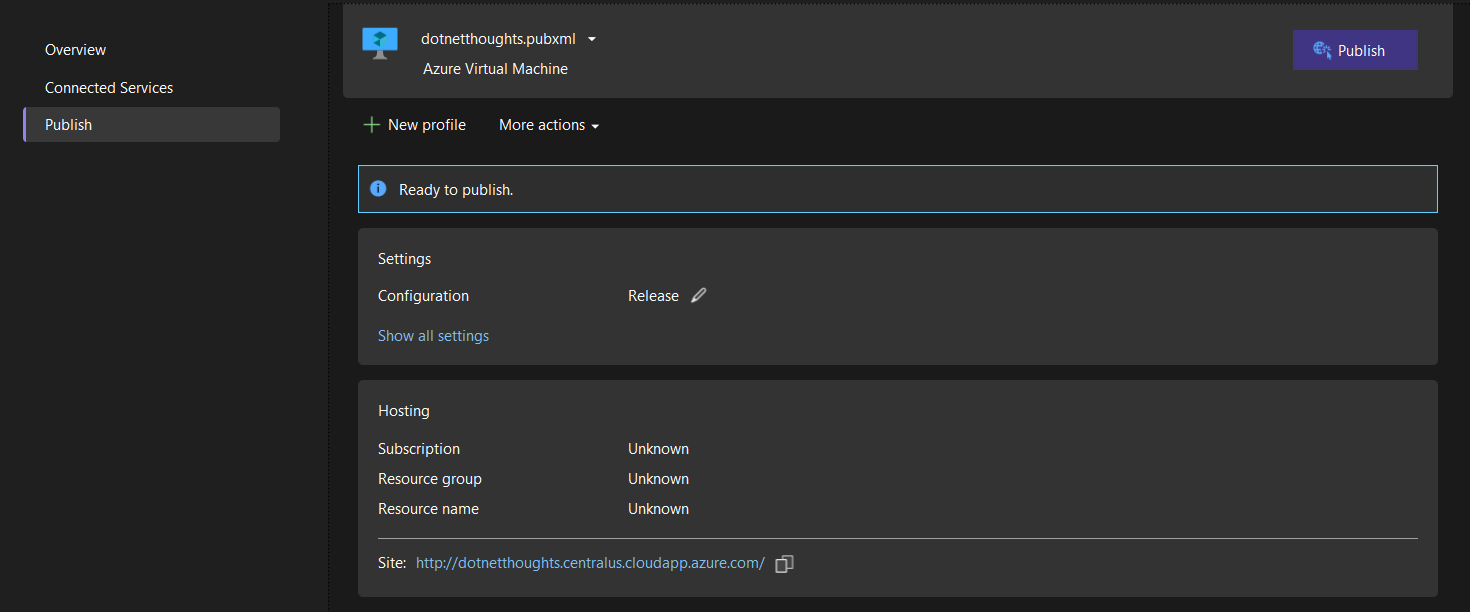 Overview
Connected Services
Publish
dotnetthoughts.pubxml
Azure Virtual Machine
Publish
New profile More actions
Ready to publish.
Settings
Configuration Release
Show all settings
Hosting
Subscription Unknown
Resource group Unknown
Resource name Unknown
Site: http://dotnetthoughts.centralus.cloudapp.azure.com/